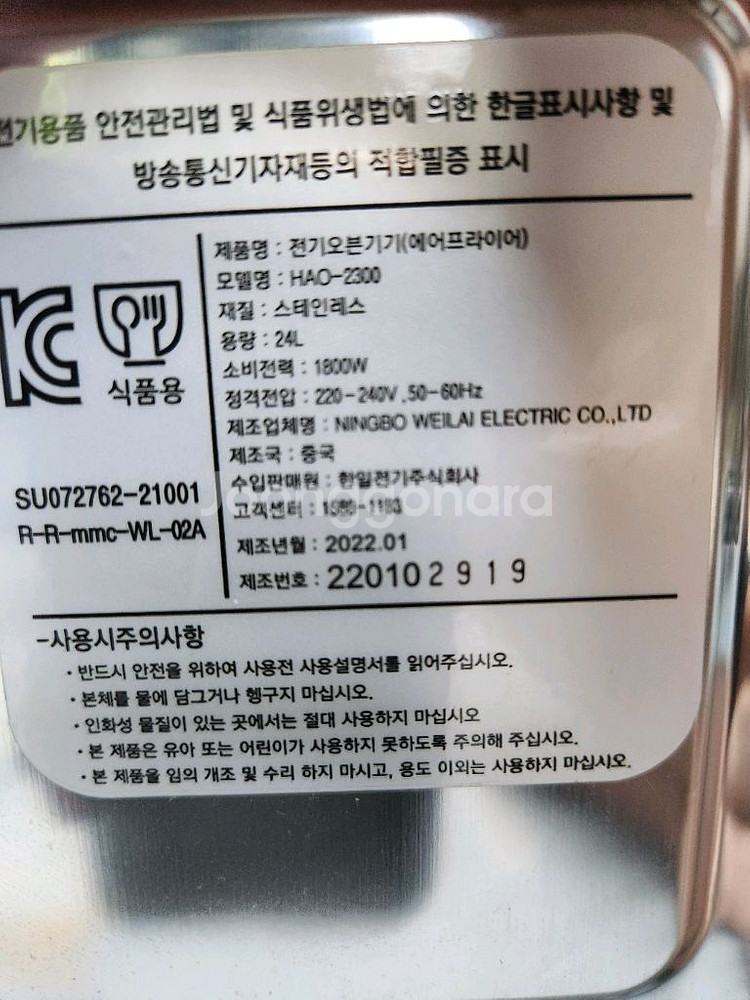 전기용품 안전관리법 및 식품위생법에 의한 한글표시사항 및
방송통신기자재등의 적합필증 표시
제품명 : 전기오븐기기(에어프라이어)
모델명 : HAO-2300
재질 : 스테인레스
용량 : 24L
소비전력 : 1800W
정격전압 : 220-240V,50-60Hz
제조업체명 : NINGBO WEILAI ELECTRIC CO.,LTD
제조국 : 중국
수입판매원 : 한일전기주식회사
고객센터 :
제조년월 : 2022.01
제조번호 : 220102919
KC
식품용
SU072762-21001
R-R-mmc-WL-02A
Joonggonara
-사용시주의사항
· 반드시 안전을 위하여 사용전 사용설명서를 읽어주십시오.
· 본체를 물에 담그거나 헹구지 마십시오.
· 인화성 물질이 있는 곳에서는 절대 사용하지 마십시오
· 본 제품은 유아 또는 어린이가 사용하지 못하도록 주의해 주십시오.
· 본 제품을 임의 개조 및 수리 하지 마시고, 용도 이외는 사용하지 마십시오.